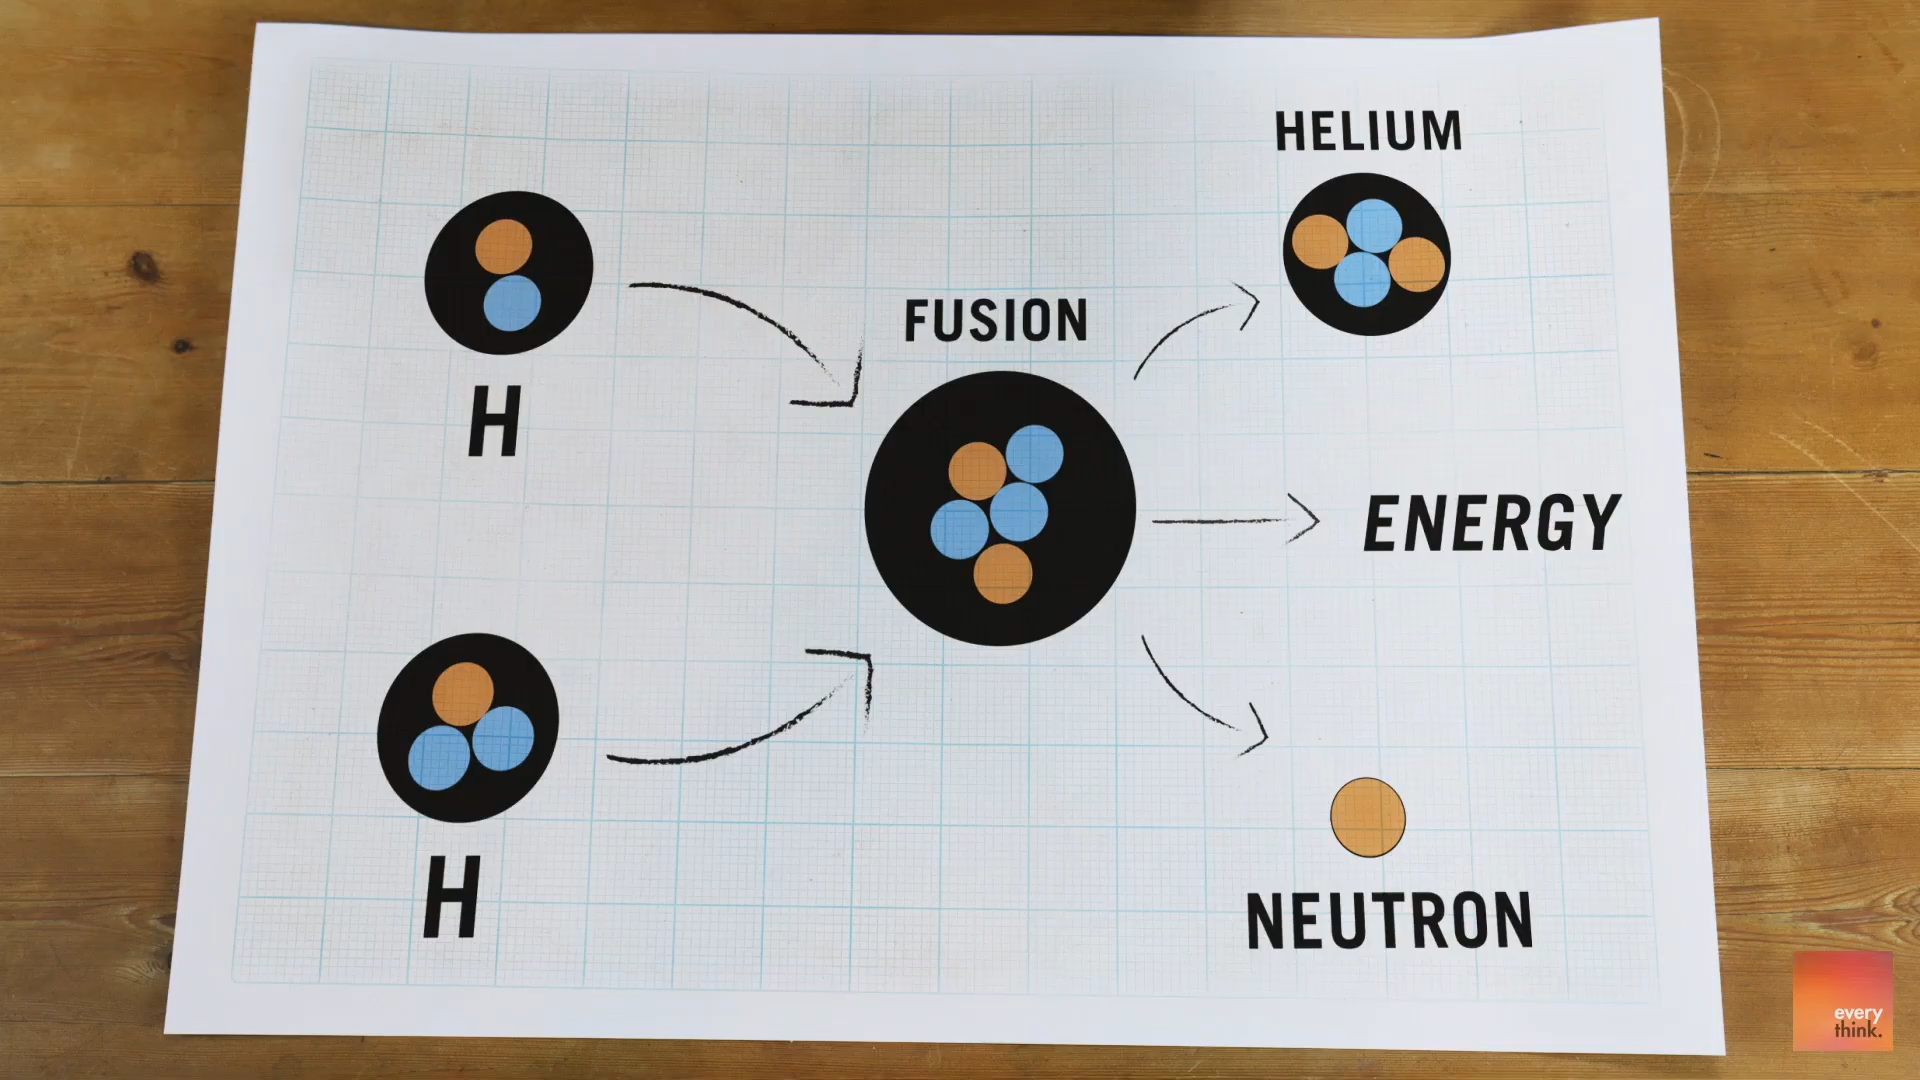 HELIUM
FUSION
H
ENERGY
H
NEUTRON
every
think.